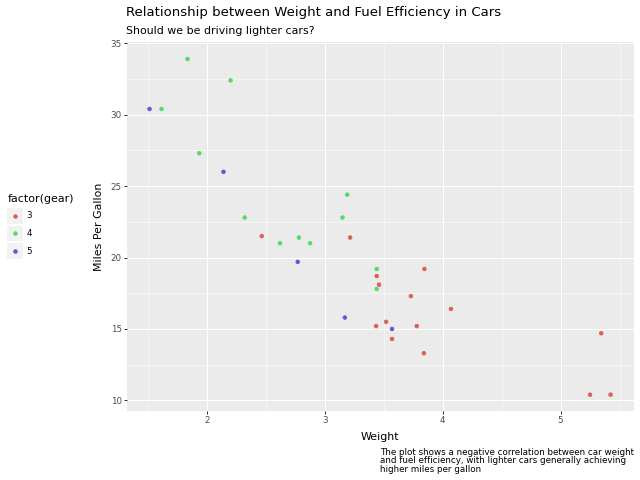 Relationship between Weight and Fuel Efficiency in Cars
Should we be driving lighter cars?
35
30
25
20
15
10
Miles Per Gallon
factor(gear)
3
4
5
2 3 4 5
Weight
The plot shows a negative correlation between car weight
and fuel efficiency, with lighter cars generally achieving
higher miles per gallon